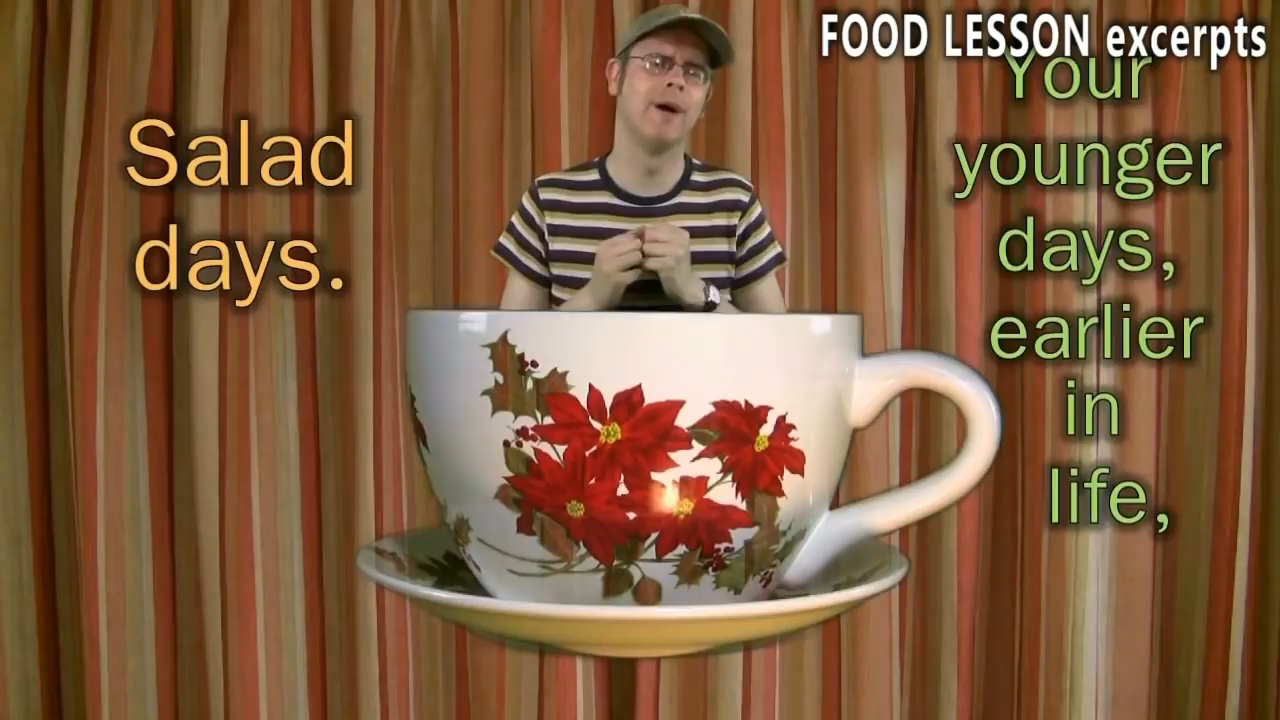 FOOD LESSON excerpts
Salad
days.
Your
younger
days,
earlier
in
life,